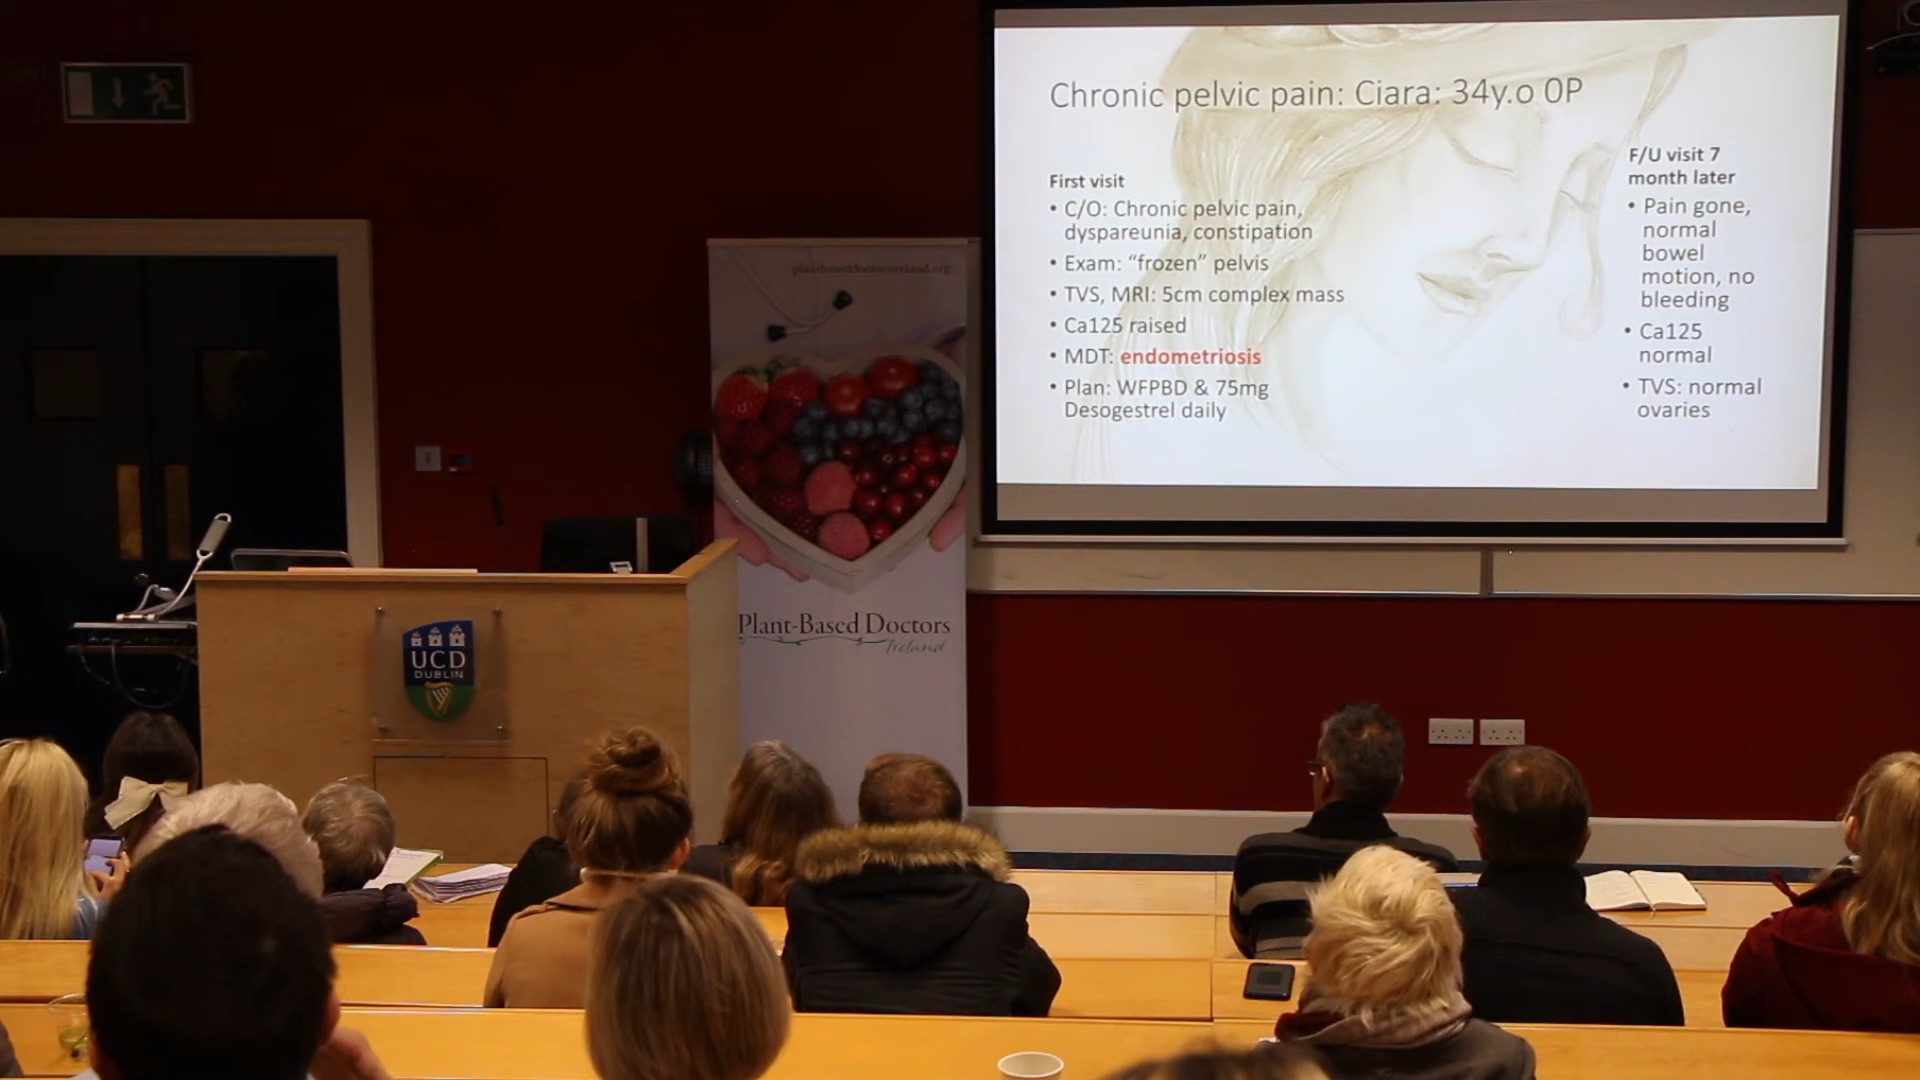 Chronic pelvic pain: Ciara: 34y.o 0P
First visit
• C/O: Chronic pelvic pain,
dyspareunia, constipation
• Exam: “frozen” pelvis
• TVS, MRI: 5cm complex mass
• Ca125 raised
• MDT: endometriosis
• Plan: WFPBD & 75mg
Desogestrel daily
F/U visit 7
month later
• Pain gone,
normal
bowel
motion, no
bleeding
• Ca125
normal
• TVS: normal
ovaries
plantbaseddoctorsireland.org
Plant-Based Doctors
Ireland
UCD
DUBLIN